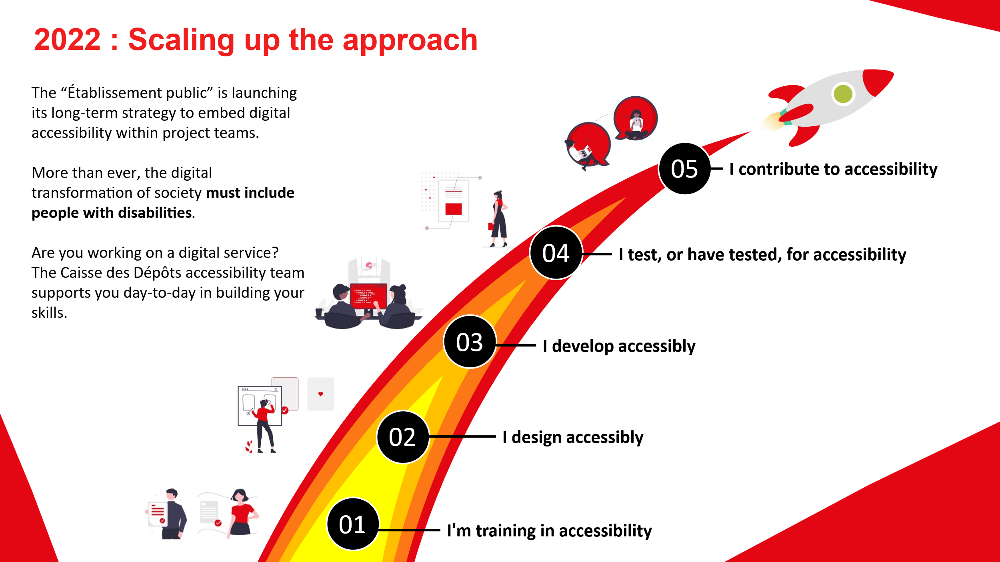 2022 : Scaling up the approach
The “Établissement public” is launching
its long-term strategy to embed digital
accessibility within project teams.
More than ever, the digital
transformation of society must include
people with disabilities.
Are you working on a digital service?
The Caisse des Dépôts accessibility team
supports you day-to-day in building your
skills.
05
I contribute to accessibility
04
I test, or have tested, for accessibility
03
I develop accessibly
02
I design accessibly
01
I'm training in accessibility